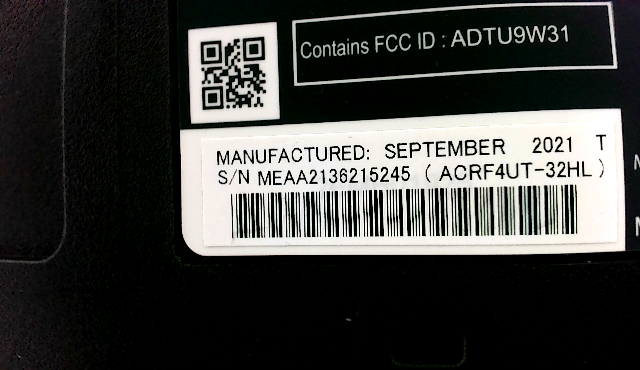 Contains FCC ID : ADTU9W31
MANUFACTURED: SEPTEMBER 2021 T
S/N MEAA2136215245 ( ACRF4UT-32HL )